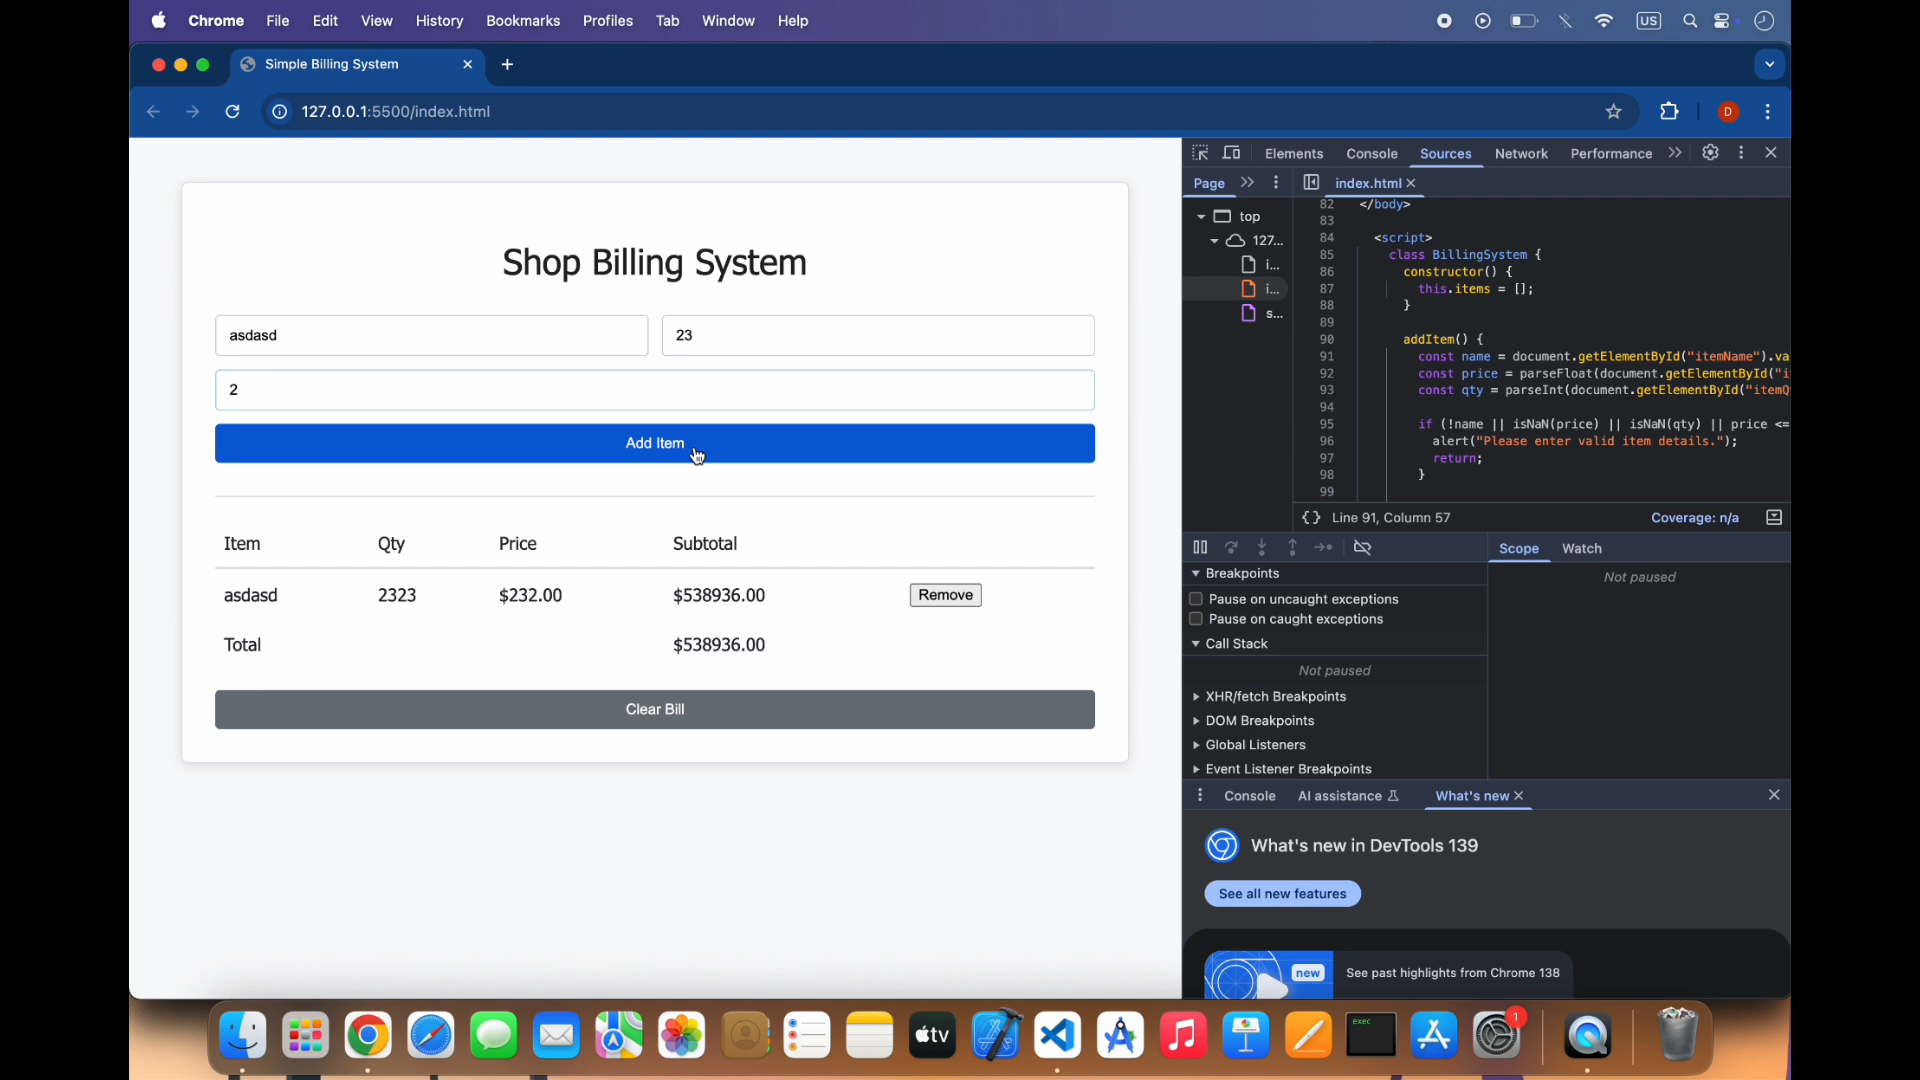 Chrome File Edit View History Bookmarks Profiles Tab Window Help US
Simple Billing System
127.0.0.1:5500/index.html D
Elements Console Sources Network Performance
Page index.html
top
127...
i...
i...
s...
82 </body>
83
84 <script>
85 class BillingSystem {
86 constructor() {
87 this.items = [];
88 }
89
90 addItem() {
91 const name = document.getElementById("itemName").va
92 const price = parseFloat(document.getElementById("i
93 const qty = parseInt(document.getElementById("itemQ
94
95 if (!name || isNaN(price) || isNaN(qty) || price <=
96 alert("Please enter valid item details.");
97 return;
98 }
99
{} Line 91, Column 57 Coverage: n/a
Shop Billing System
asdasd 23
2
Add Item
Item Qty Price Subtotal
asdasd 2323 $232.00 $538936.00 Remove
Total $538936.00
Clear Bill
Scope Watch
Not paused
Breakpoints
Pause on uncaught exceptions
Pause on caught exceptions
Call Stack
Not paused
XHR/fetch Breakpoints
DOM Breakpoints
Global Listeners
Event Listener Breakpoints
Console AI assistance What's new
What's new in DevTools 139
See all new features
new See past highlights from Chrome 138
tv exec 1